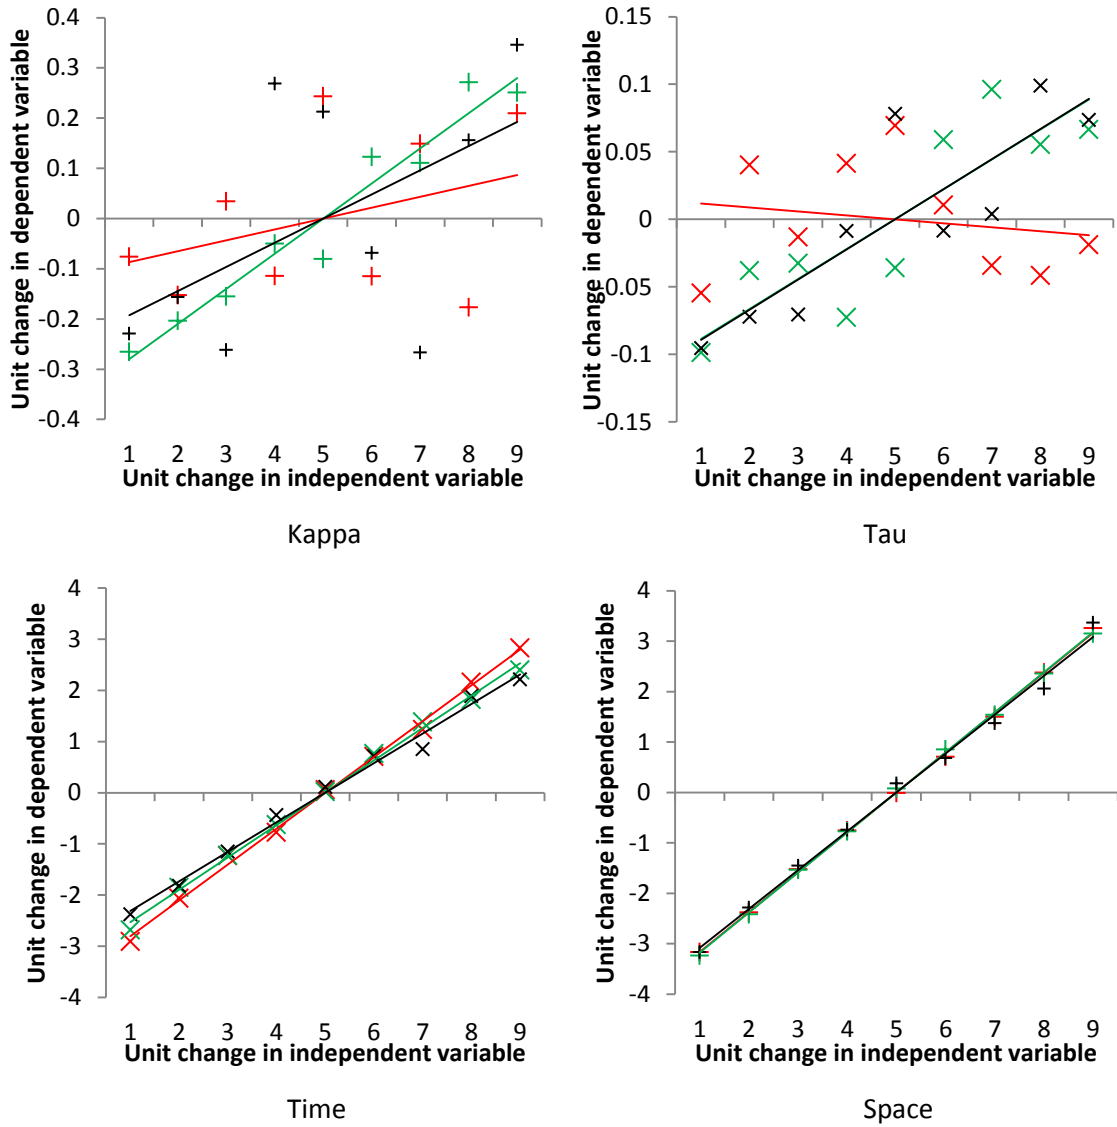 Unit change in dependent variable
0.4
0.3
0.2
0.1
0
-0.1
-0.2
-0.3
-0.4
1 2 3 4 5 6 7 8 9
Unit change in independent variable
Kappa
Unit change in dependent variable
0.15
0.1
0.05
0
-0.05
-0.1
-0.15
1 2 3 4 5 6 7 8 9
Unit change in independent variable
Tau
Unit change in dependent variable
4
3
2
1
0
-1
-2
-3
-4
1 2 3 4 5 6 7 8 9
Unit change in independent variable
Time
Unit change in dependent variable
4
3
2
1
0
-1
-2
-3
-4
1 2 3 4 5 6 7 8 9
Unit change in independent variable
Space